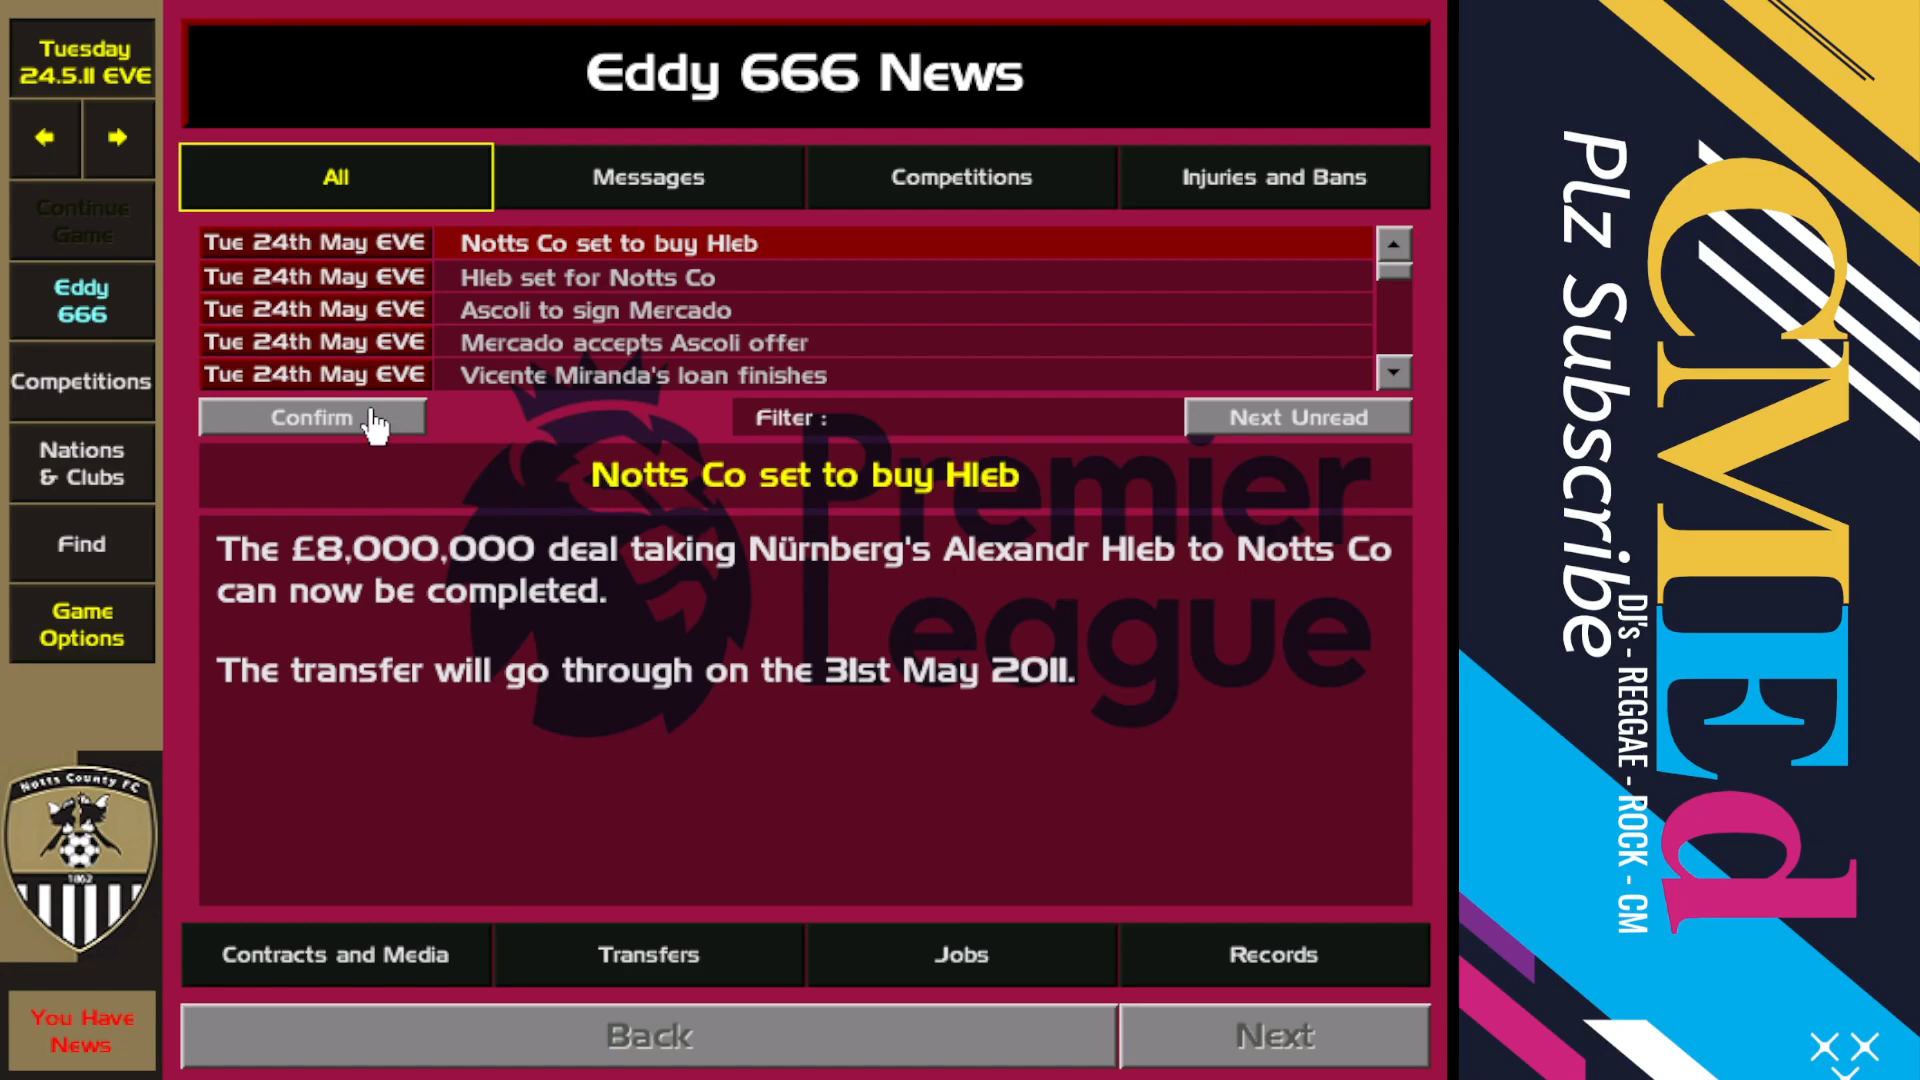 Tuesday
24.5.11 EVE
Continue
Game
Eddy
666
Competitions
Nations
& Clubs
Find
Game
Options
Notts County FC
1862
You Have
News
Eddy 666 News
All
Messages
Competitions
Injuries and Bans
Tue 24th May EVE Notts Co set to buy Hleb
Tue 24th May EVE Hleb set for Notts Co
Tue 24th May EVE Ascoli to sign Mercado
Tue 24th May EVE Mercado accepts Ascoli offer
Tue 24th May EVE Vicente Miranda's loan finishes
Confirm
Filter :
Next Unread
Notts Co set to buy Hleb
The £8,000,000 deal taking Nürnberg's Alexandr Hleb to Notts Co
can now be completed.
The transfer will go through on the 31st May 2011.
Premier
League
Contracts and Media
Transfers
Jobs
Records
Back
Next
CMEd
Plz Subscribe
DJ's - REGGAE - ROCK - CM